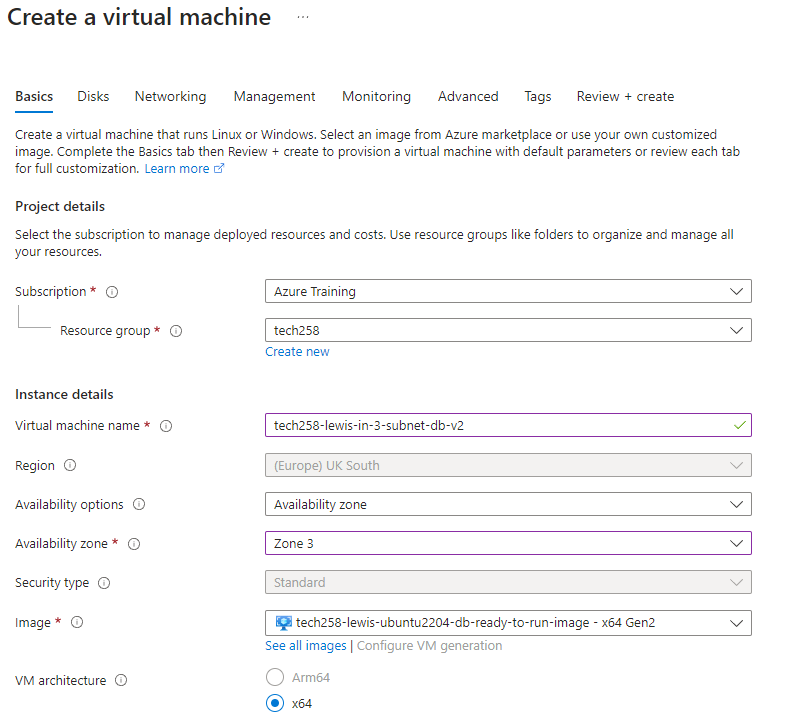 Create a virtual machine ...
Basics Disks Networking Management Monitoring Advanced Tags Review + create
Create a virtual machine that runs Linux or Windows. Select an image from Azure marketplace or use your own customized
image. Complete the Basics tab then Review + create to provision a virtual machine with default parameters or review each tab
for full customization. Learn more
Project details
Select the subscription to manage deployed resources and costs. Use resource groups like folders to organize and manage all
your resources.
Subscription * Azure Training
Resource group * tech258
Create new
Instance details
Virtual machine name * tech258-lewis-in-3-subnet-db-v2
Region (Europe) UK South
Availability options Availability zone
Availability zone * Zone 3
Security type Standard
Image * tech258-lewis-ubuntu2204-db-ready-to-run-image - x64 Gen2
See all images | Configure VM generation
VM architecture Arm64
x64